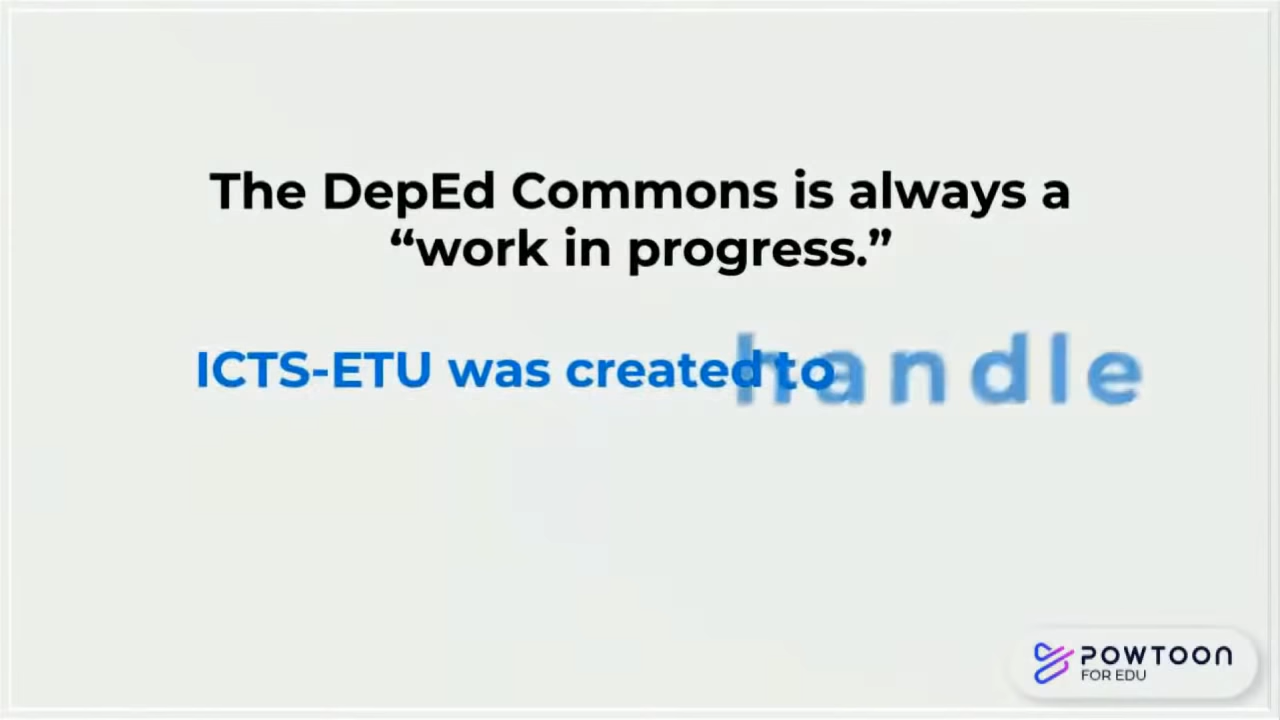 The DepEd Commons is always a
“work in progress.”
ICTS-ETU was created to handle
POWTOON
FOR EDU